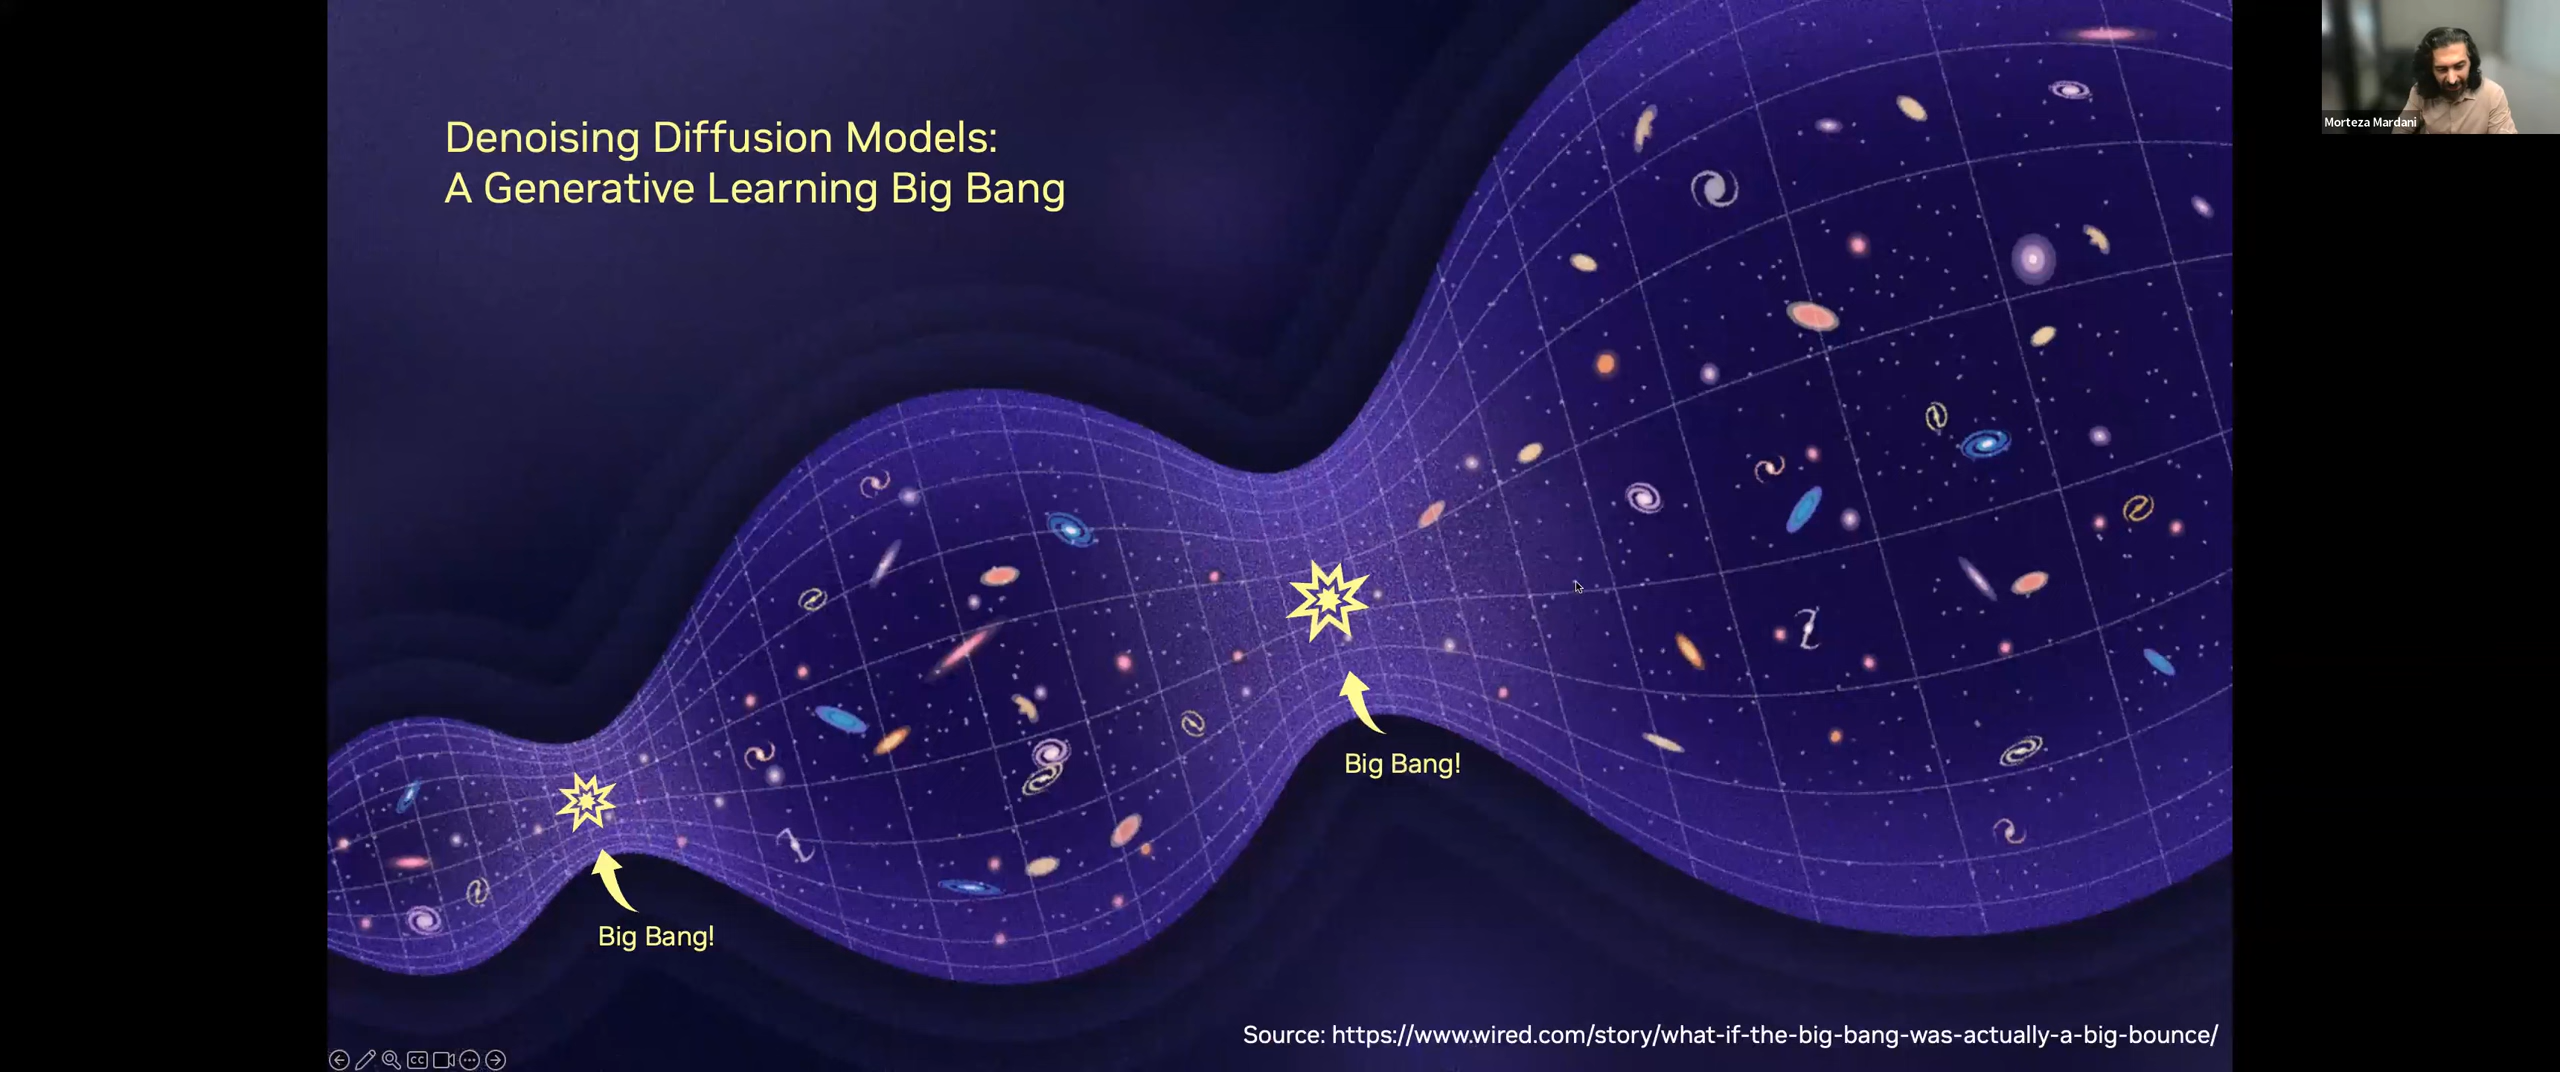 Denoising Diffusion Models:
A Generative Learning Big Bang
Morteza Mardani
Big Bang!
Big Bang!
Source: https://www.wired.com/story/what-if-the-big-bang-was-actually-a-big-bounce/
CC